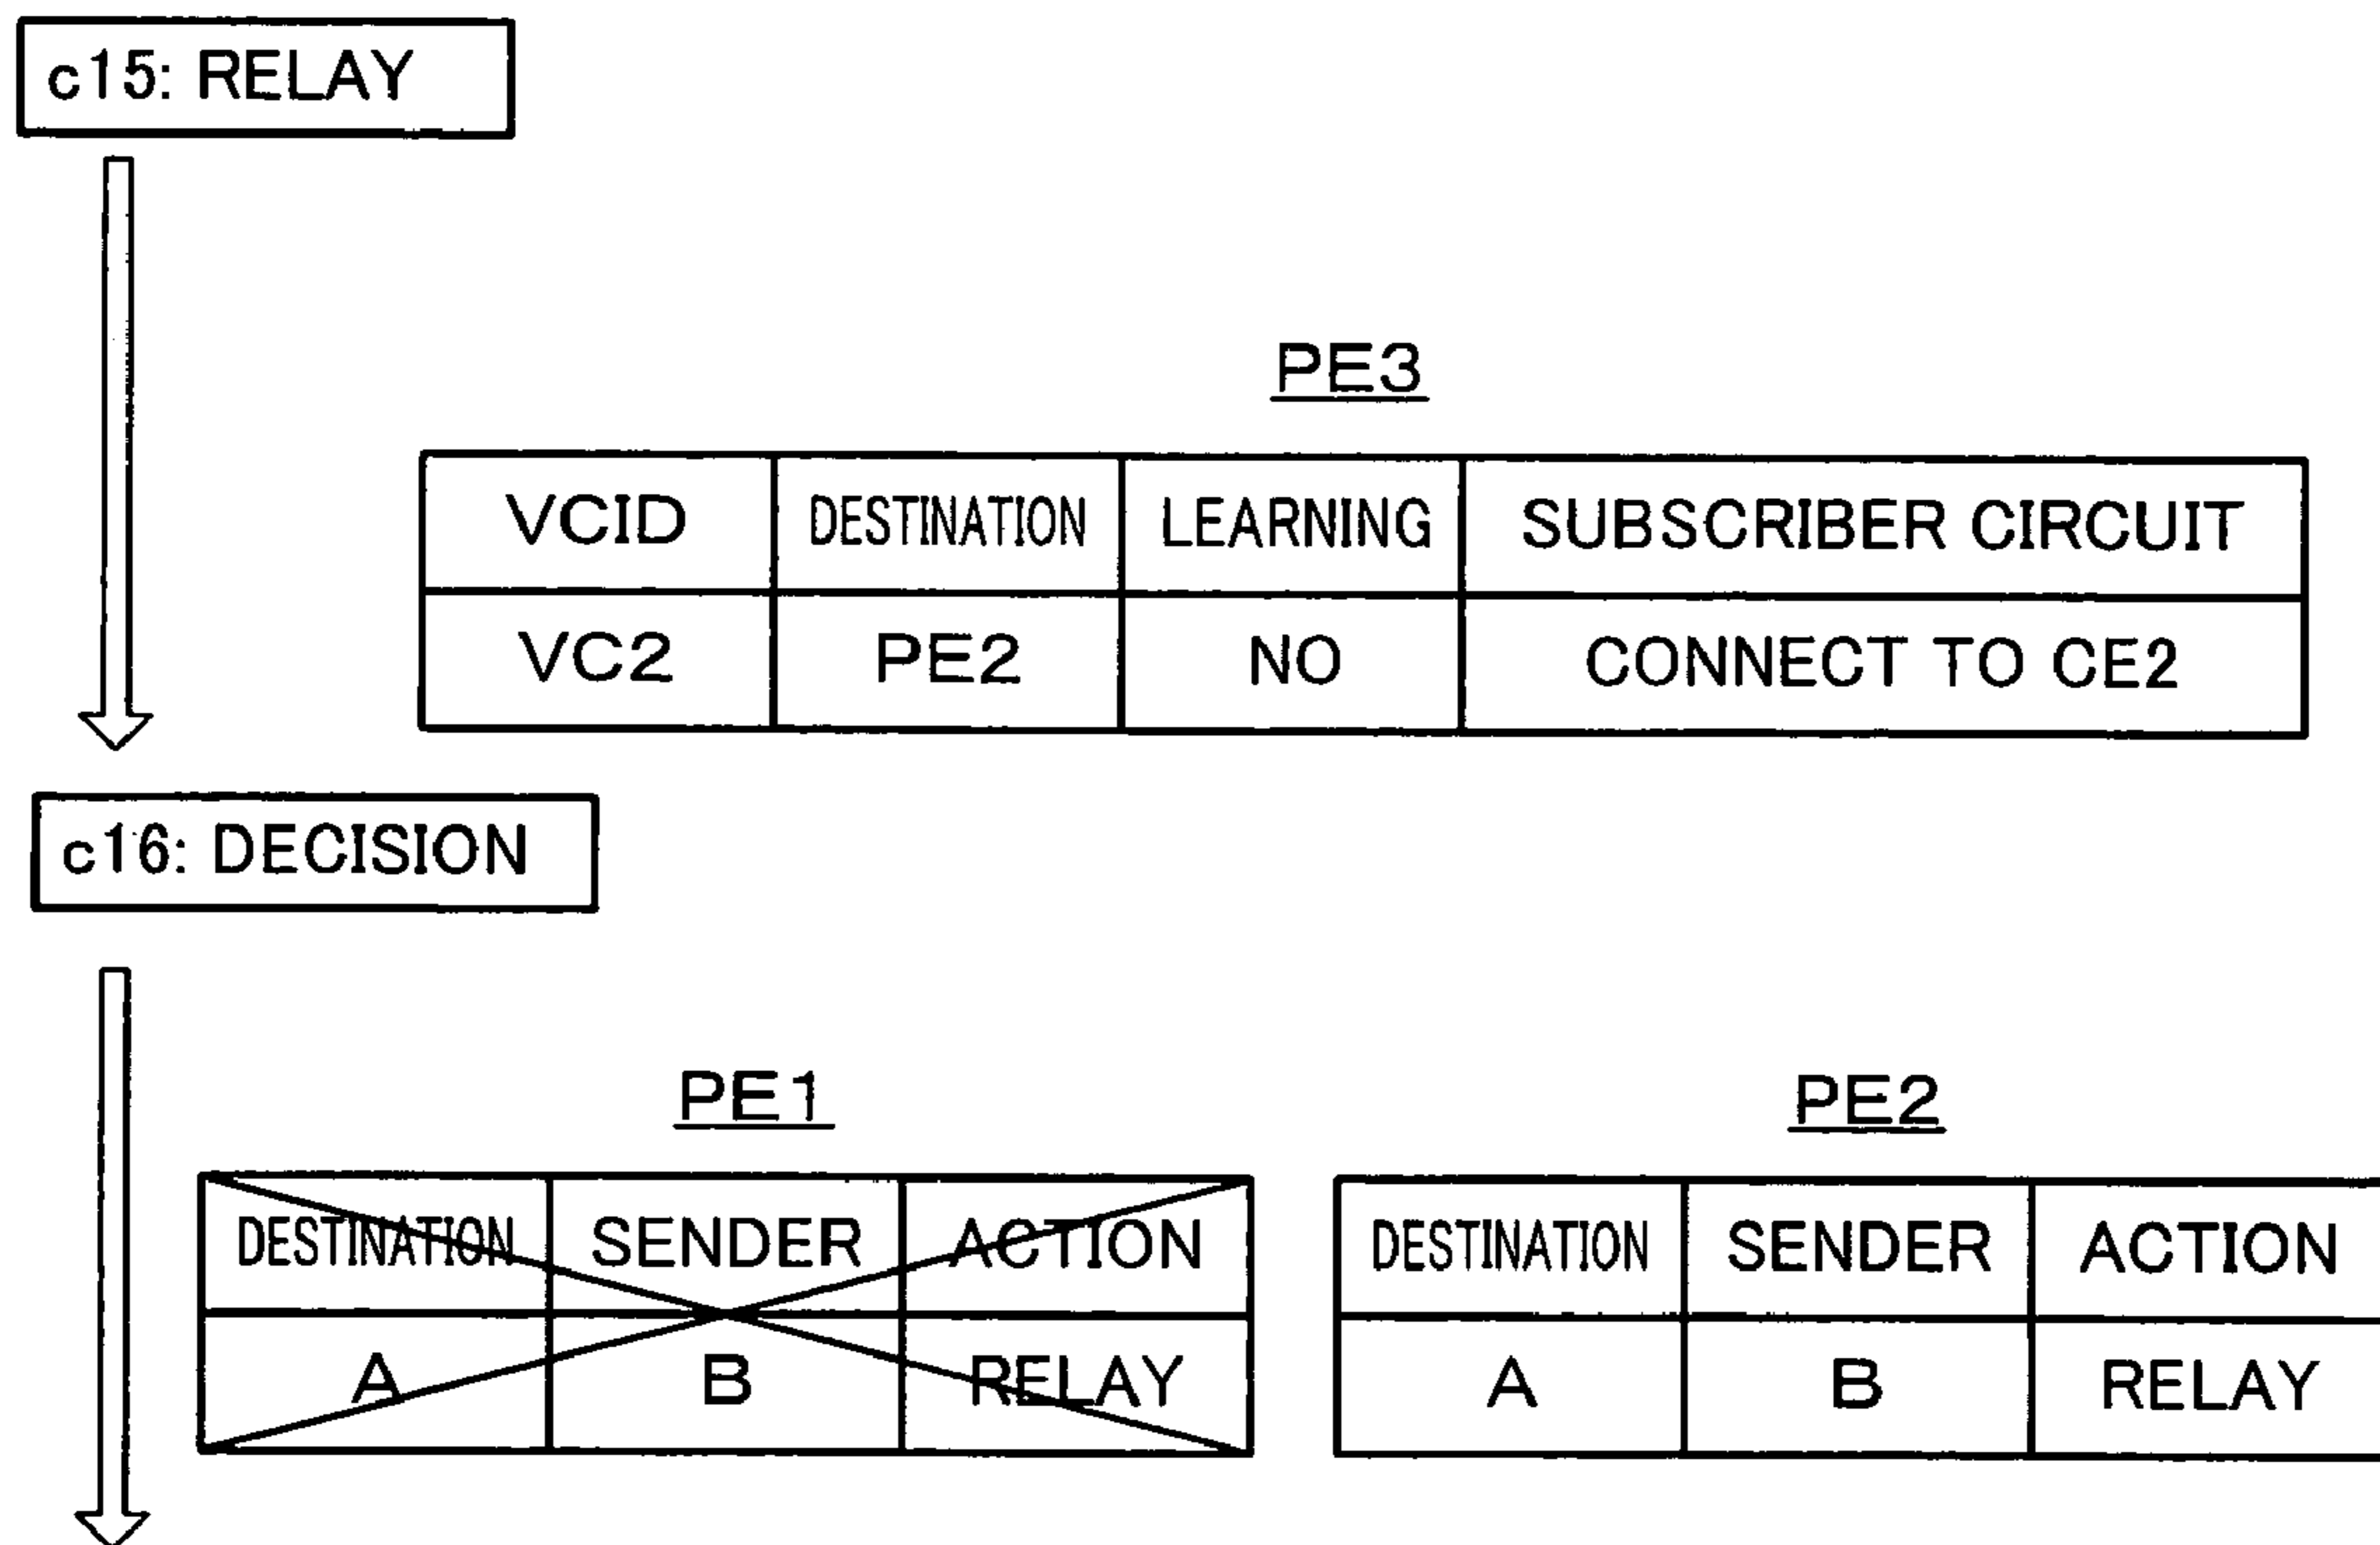 c15: RELAY
PE3
VCID DESTINATION LEARNING SUBSCRIBER CIRCUIT
VC2 PE2 NO CONNECT TO CE2
c16: DECISION
PE1 PE2
DESTINATION SENDER ACTION DESTINATION SENDER ACTION
A B RELAY A B RELAY